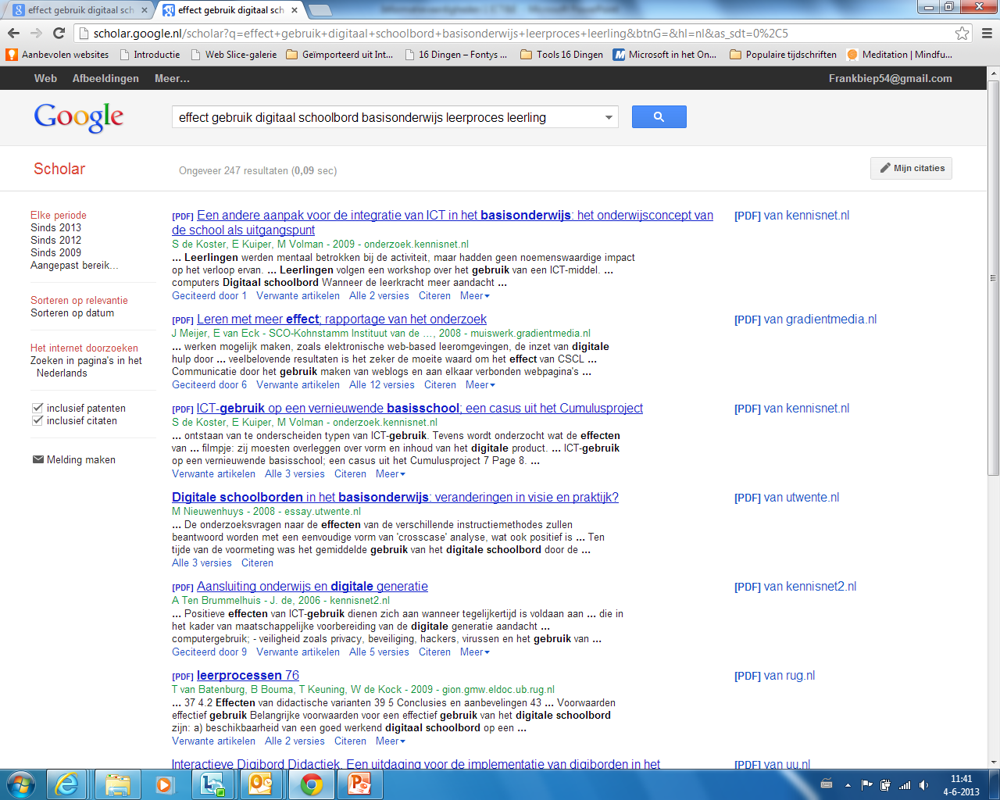 effect gebruik digitaal sch
effect gebruik digitaal sch
scholar.google.nl/scholar?q=effect+gebruik+digitaal+schoolbord+basisonderwijs+leerproces+leerling&btnG=&hl=nl&as_sdt=0%2C5
Aanbevolen websites Introductie Web Slice-galerie Geïmporteerd uit Int... 16 Dingen – Fontys ... Tools 16 Dingen Microsoft in het On... Populaire tijdschriften Meditation | Mindfu...
Web Afbeeldingen Meer... Frankbiep54@gmail.com
Google effect gebruik digitaal schoolbord basisonderwijs leerproces leerling
Scholar Ongeveer 247 resultaten (0,09 sec) Mijn citaties
Elke periode
Sinds 2013
Sinds 2012
Sinds 2009
Aangepast bereik...
Sorteren op relevantie
Sorteren op datum
Het internet doorzoeken
Zoeken in pagina's in het
Nederlands
inclusief patenten
inclusief citaten
Melding maken
[PDF] Een andere aanpak voor de integratie van ICT in het basisonderwijs: het onderwijsconcept van
de school als uitgangspunt
[PDF] van kennisnet.nl
S de Koster, E Kuiper, M Volman - 2009 - onderzoek.kennisnet.nl
... Leerlingen werden mentaal betrokken bij de activiteit, maar hadden geen noemenswaardige impact
op het verloop ervan. ... Leerlingen volgen een workshop over het gebruik van een ICT-middel. ...
computers Digitaal schoolbord Wanneer de leerkracht meer aandacht ...
Geciteerd door 1 Verwante artikelen Alle 2 versies Citeren Meer
[PDF] Leren met meer effect; rapportage van het onderzoek
[PDF] van gradientmedia.nl
J Meijer, E van Eck - SCO-Kohnstamm Instituut van de ..., 2008 - muiswerk.gradientmedia.nl
... werken mogelijk maken, zoals elektronische web-based leeromgevingen, de inzet van digitale
hulp door ... veelbelovende resultaten is het zeker de moeite waard om het effect van CSCL ...
Communicatie door het gebruik maken van weblogs en aan elkaar verbonden webpagina's ...
Geciteerd door 6 Verwante artikelen Alle 12 versies Citeren Meer
[PDF] ICT-gebruik op een vernieuwende basisschool; een casus uit het Cumulusproject
[PDF] van kennisnet.nl
S de Koster, E Kuiper, M Volman - onderzoek.kennisnet.nl
... ontstaan van te onderscheiden typen van ICT-gebruik. Tevens wordt onderzocht wat de effecten
van ... filmpje: zij moesten overleggen over vorm en inhoud van het digitale product. ... ICT-gebruik
op een vernieuwende basisschool; een casus uit het Cumulusproject 7 Page 8. ...
Verwante artikelen Alle 3 versies Citeren Meer
Digitale schoolborden in het basisonderwijs: veranderingen in visie en praktijk?
[PDF] van utwente.nl
M Nieuwenhuys - 2008 - essay.utwente.nl
... De onderzoeksvragen naar de effecten van de verschillende instructiemethodes zullen
beantwoord worden met een eenvoudige vorm van 'crosscase' analyse, wat ook positief is ... Ten
tijde van de voormeting was het gemiddelde gebruik van het digitale schoolbord door de ...
Alle 3 versies Citeren
[PDF] Aansluiting onderwijs en digitale generatie
[PDF] van kennisnet2.nl
A Ten Brummelhuis - J. de, 2006 - kennisnet2.nl
... Positieve effecten van ICT-gebruik dienen zich aan wanneer tegelijkertijd is voldaan aan ... die in
het kader van maatschappelijke voorbereiding van de digitale generatie aandacht ...
computergebruik; - veiligheid zoals privacy, beveiliging, hackers, virussen en het gebruik van ...
Geciteerd door 9 Verwante artikelen Alle 5 versies Citeren Meer
[PDF] leerprocessen 76
[PDF] van rug.nl
T van Batenburg, B Bouma, T Keuning, W de Kock - 2009 - gion.gmw.eldoc.ub.rug.nl
... 37 4.2 Effecten van didactische varianten 39 5 Conclusies en aanbevelingen 43 ... Voorwaarden
effectief gebruik Belangrijke voorwaarden voor een effectief gebruik van het digitale schoolbord
zijn: a) beschikbaarheid van een goed werkend digitaal schoolbord op een ...
Verwante artikelen Alle 2 versies Citeren Meer
Interactieve Digibord Didactiek. Een uitdaging voor de implementatie van digiborden in het
[PDF] van uu.nl
11:41
4-6-2013